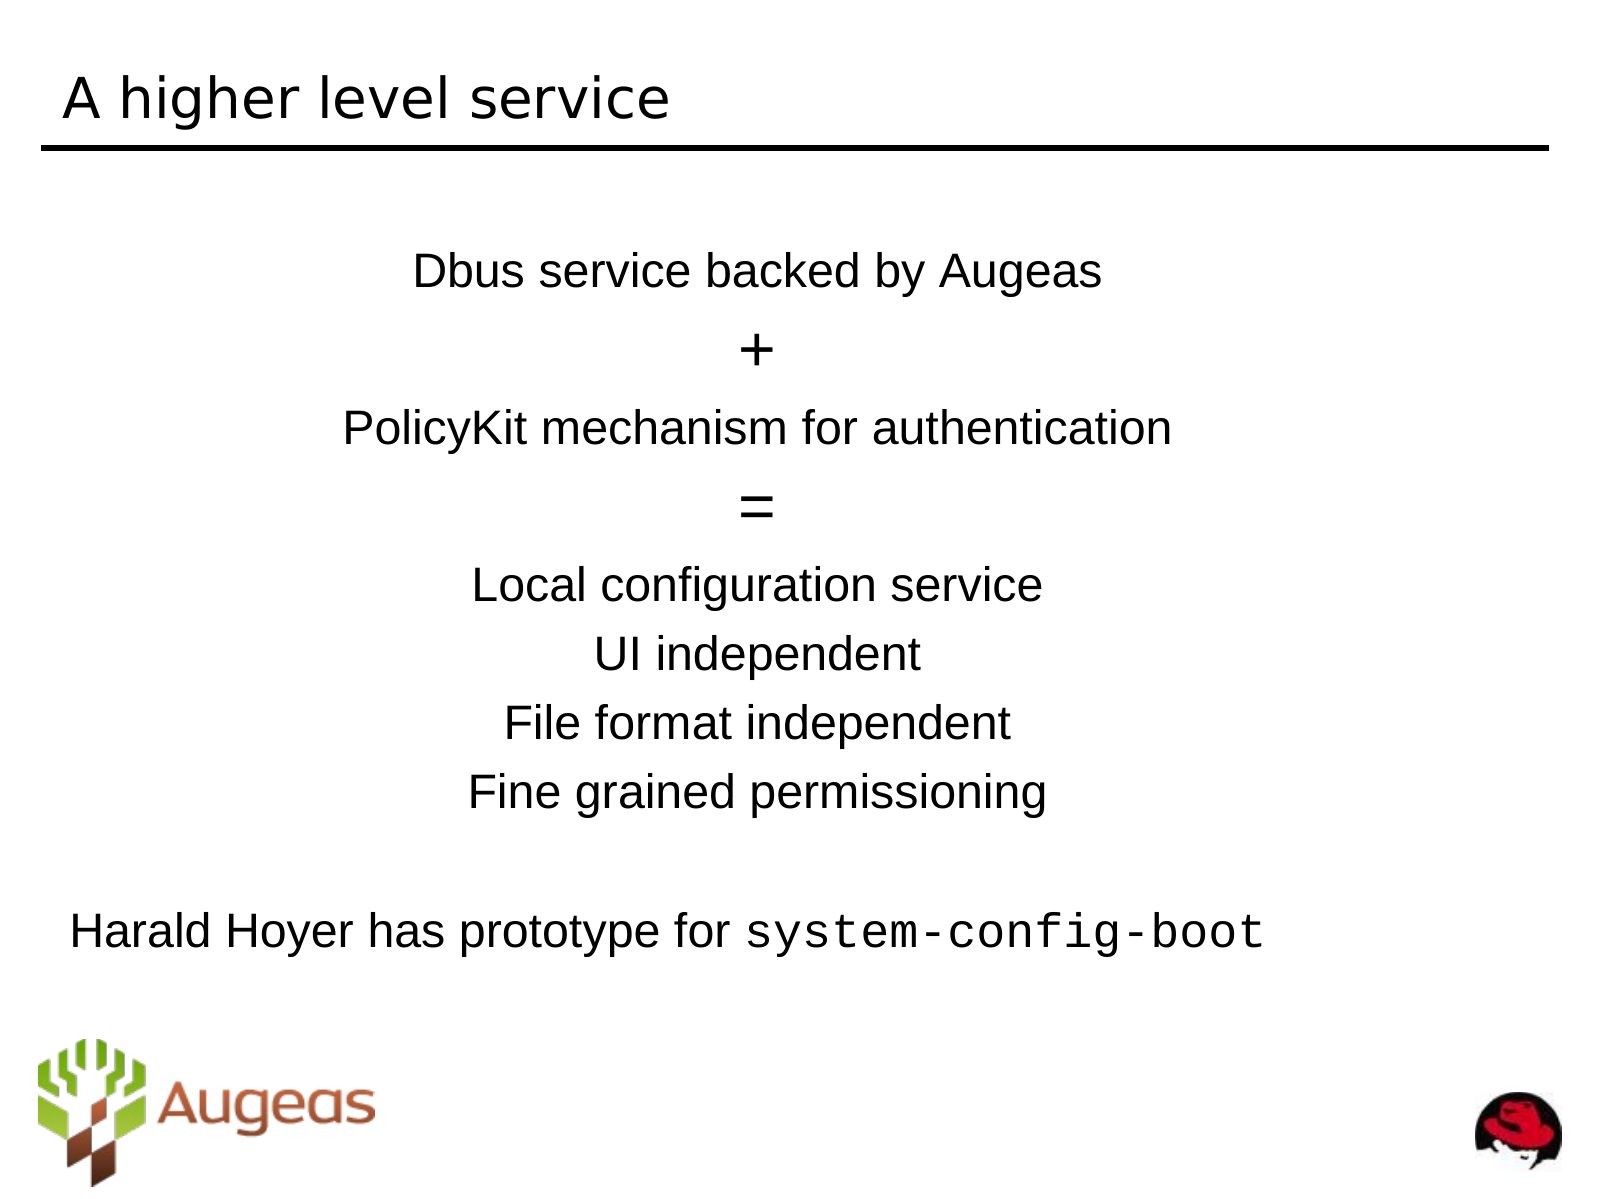 A higher level service
Dbus service backed by Augeas
+
PolicyKit mechanism for authentication
=
Local configuration service
UI independent
File format independent
Fine grained permissioning
Harald Hoyer has prototype for system-config-boot
Augeas